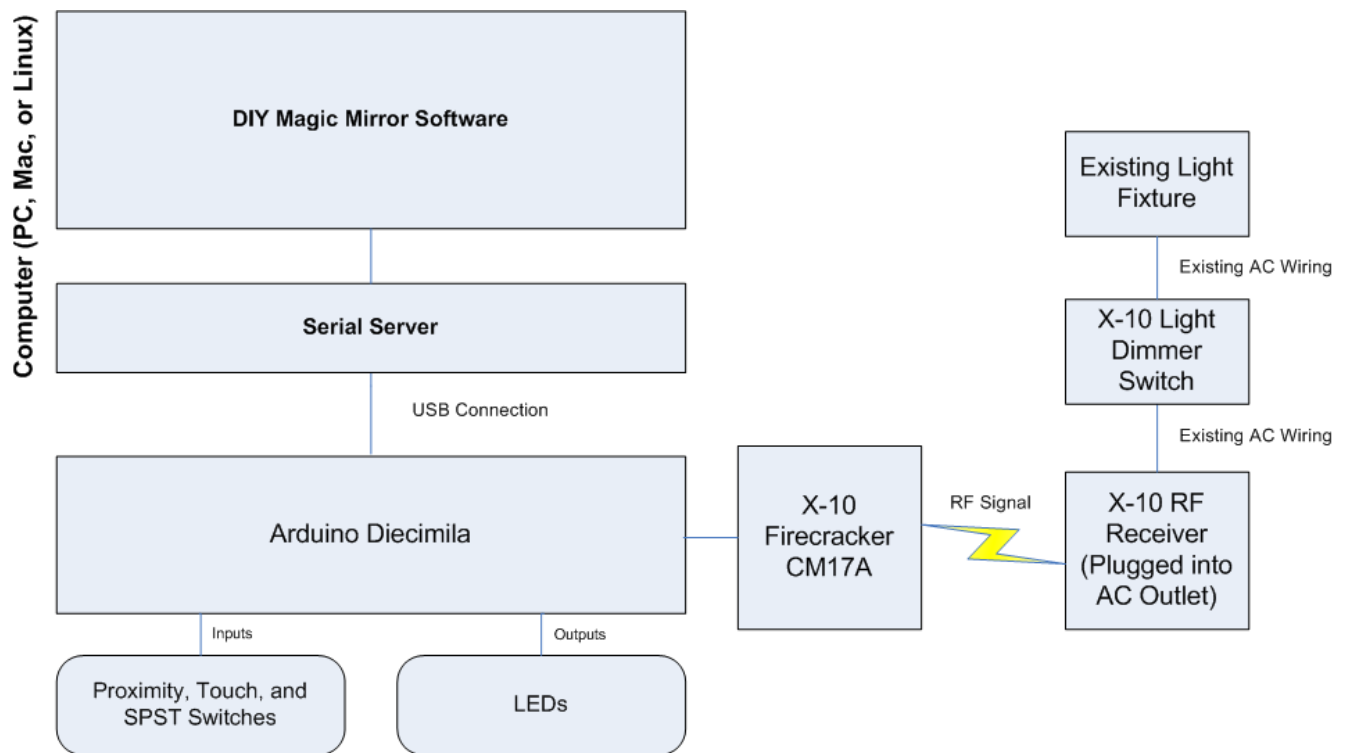 Computer (PC, Mac, or Linux)
DIY Magic Mirror Software
Serial Server
USB Connection
Arduino Diecimila
Inputs
Outputs
Proximity, Touch, and
SPST Switches
LEDs
X-10
Firecracker
CM17A
RF Signal
Existing Light
Fixture
Existing AC Wiring
X-10 Light
Dimmer
Switch
Existing AC Wiring
X-10 RF
Receiver
(Plugged into
AC Outlet)